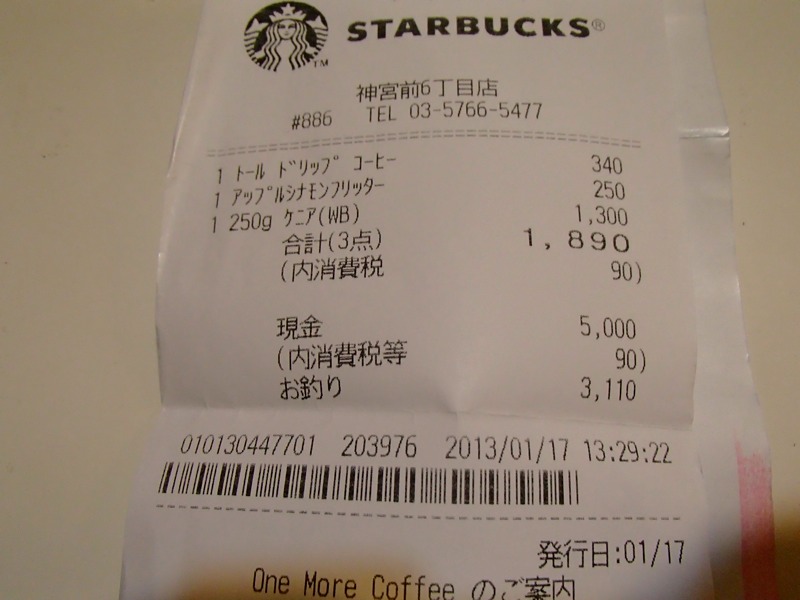 STARBUCKS®
TM
神宮前6丁目店
#886 TEL 03-5766-5477
1 ﾄｰﾙ ﾄﾞﾘｯﾌﾟ ｺｰﾋｰ 340
1 ｱｯﾌﾟﾙｼﾅﾓﾝﾌﾘｯﾀｰ 250
1 250g ｹﾆｱ(WB) 1,300
合計(3点) 1,890
(内消費税 90)
現金 5,000
(内消費税等 90)
お釣り 3,110
010130447701 203976 2013/01/17 13:29:22
発行日:01/17
One More Coffee のご案内